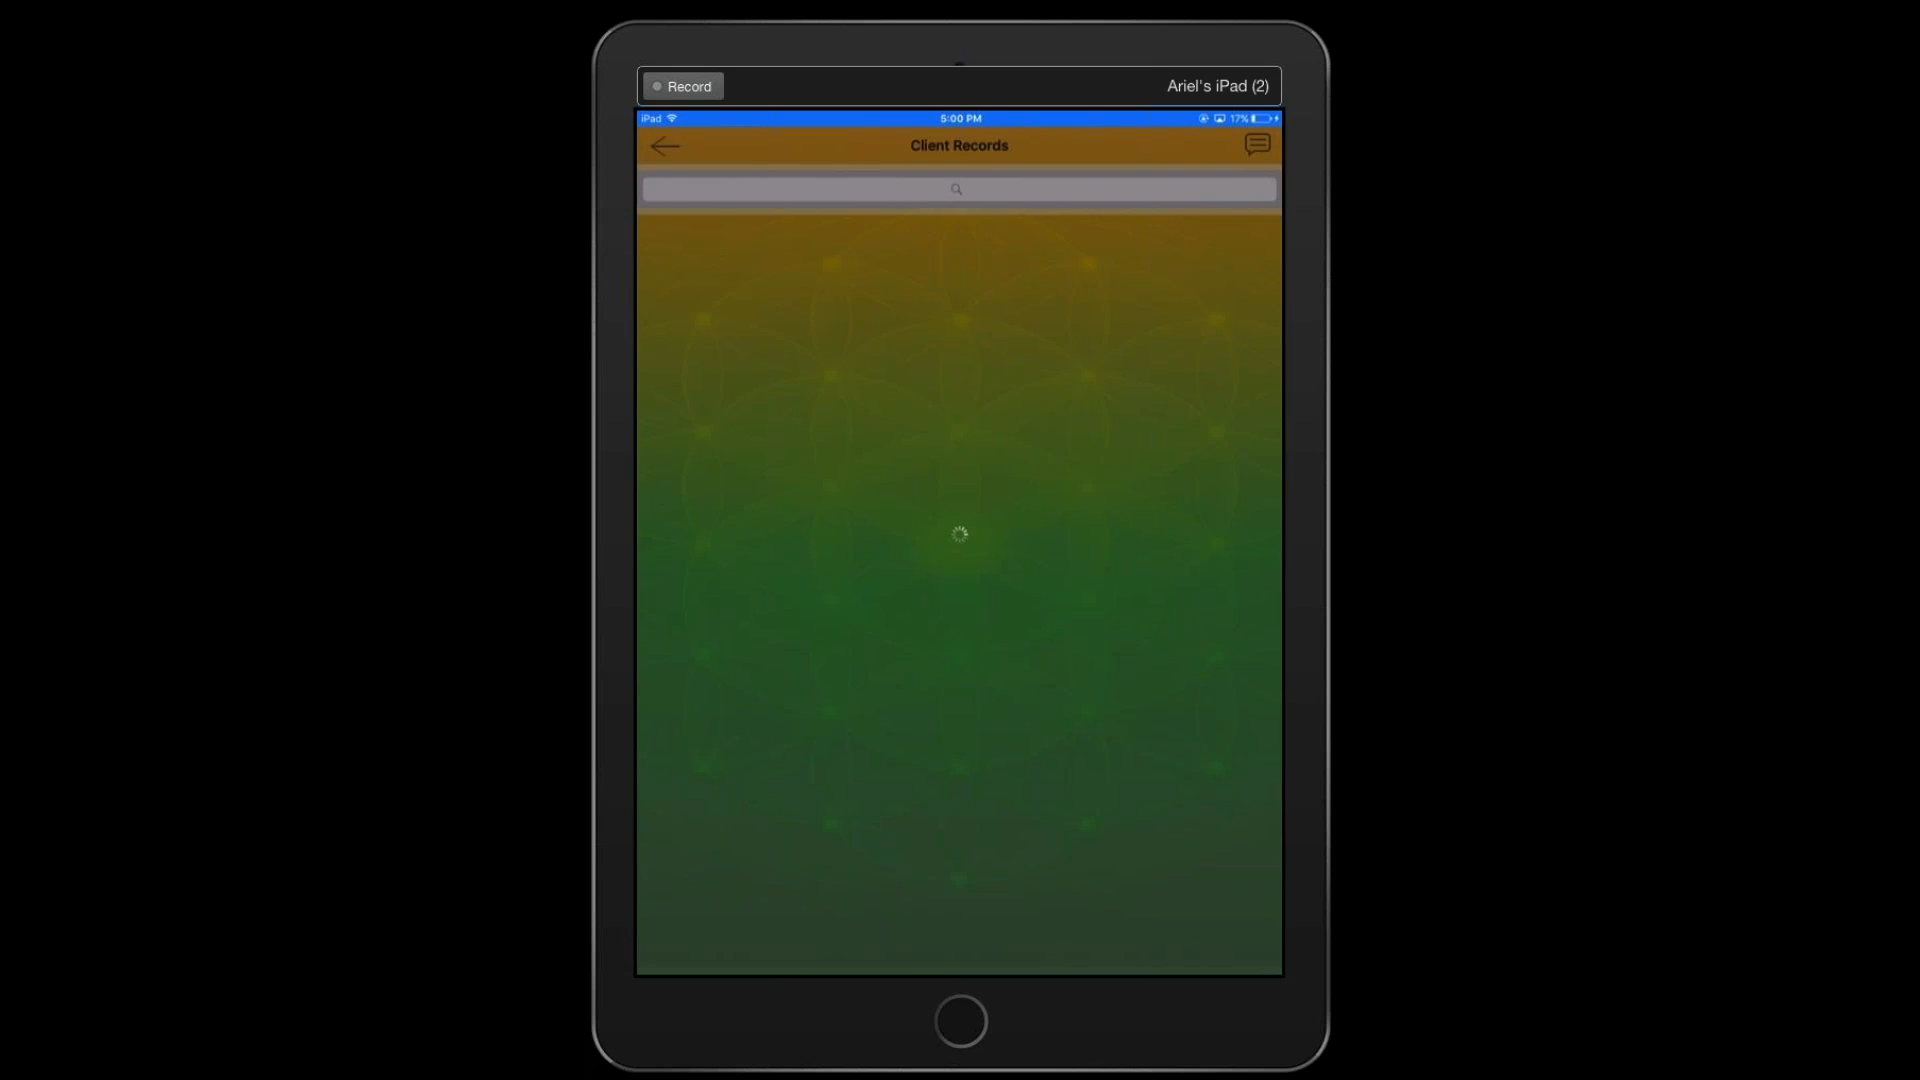 Record
Ariel's iPad (2)
iPad
5:00 PM
17%
Client Records